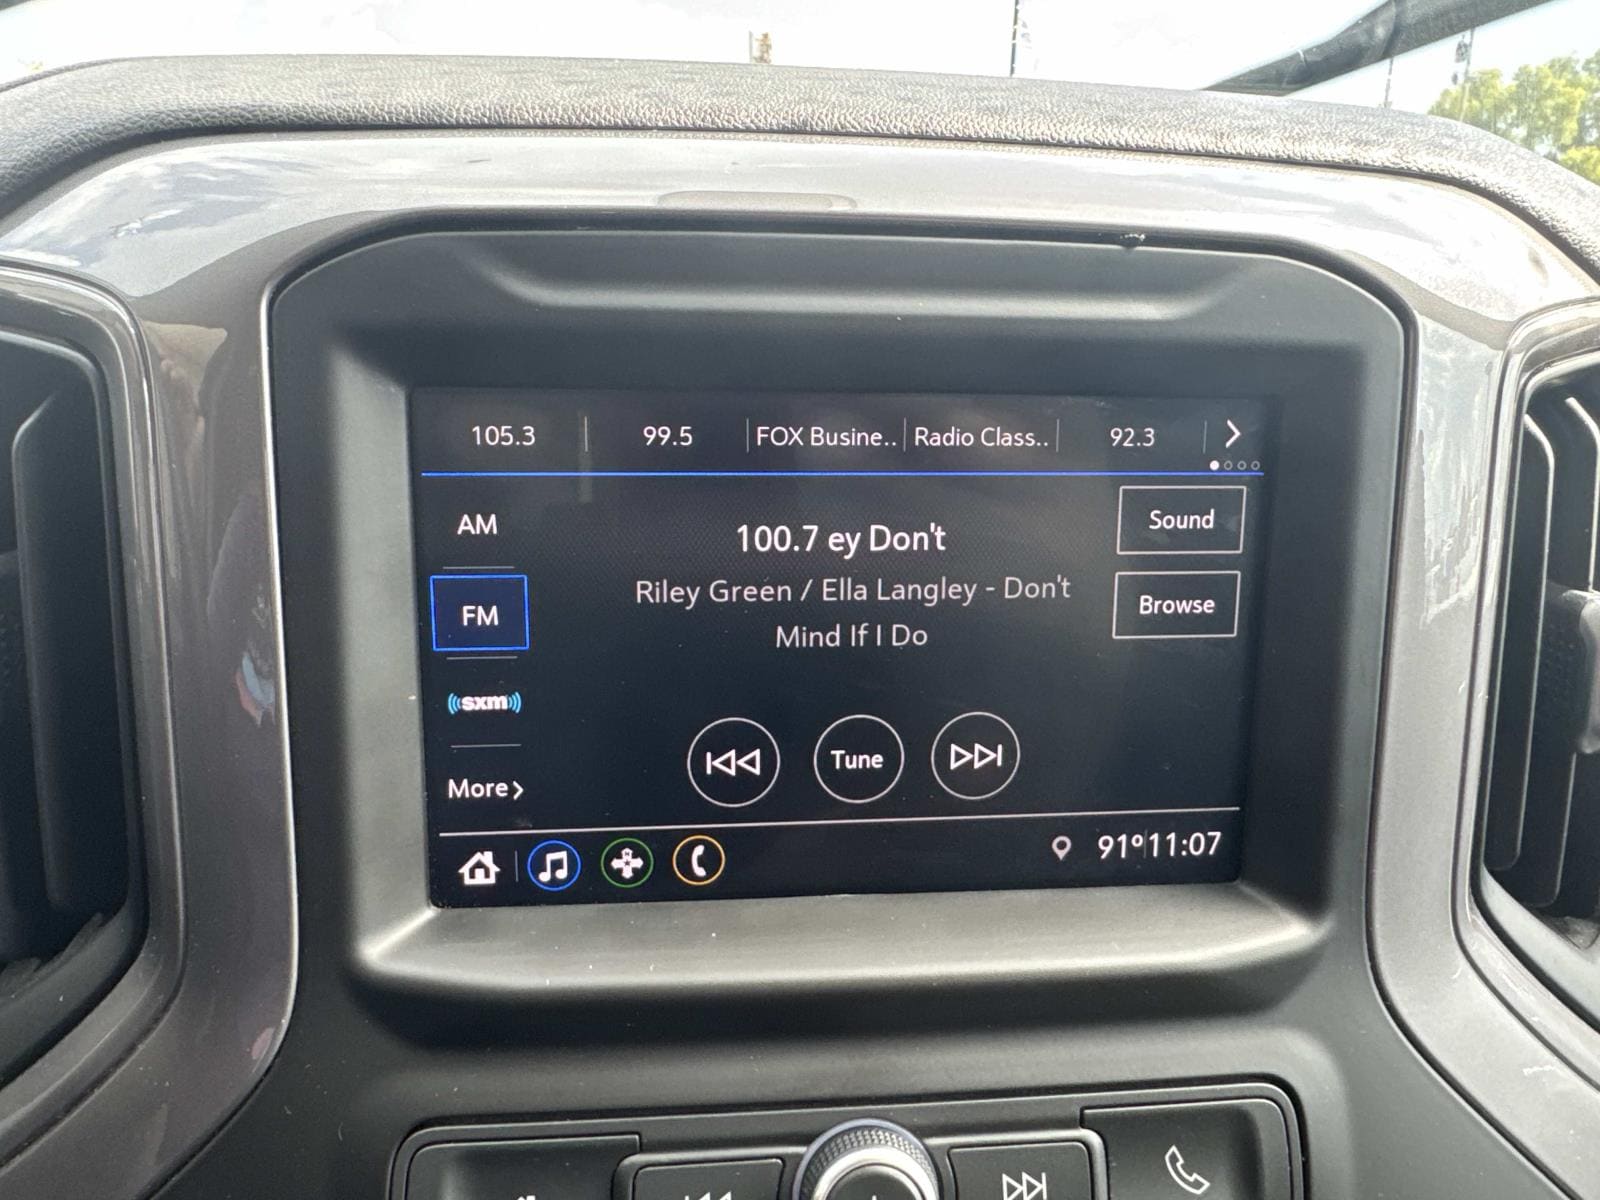 105.3 99.5 FOX Busine.. Radio Class.. 92.3
AM
100.7 ey Don't
Sound
Riley Green / Ella Langley - Don't
Mind If I Do
FM
Browse
((sxm))
More
Tune
91° 11:07